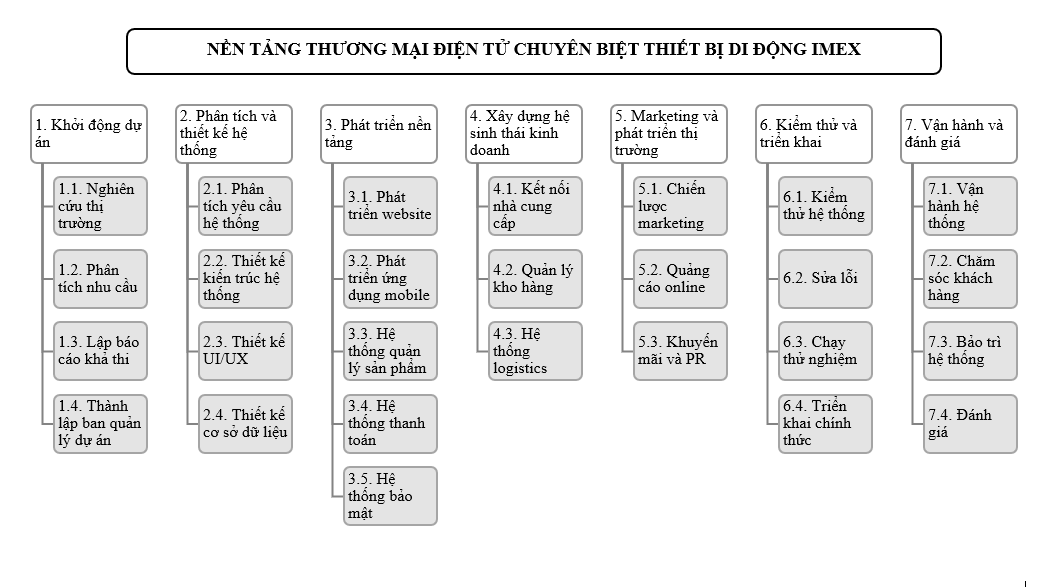 NỀN TẢNG THƯƠNG MẠI ĐIỆN TỬ CHUYÊN BIỆT THIẾT BỊ DI ĐỘNG IMEX
1. Khởi động dự
án
1.1. Nghiên
cứu thị
trường
1.2. Phân
tích nhu cầu
1.3. Lập báo
cáo khả thi
1.4. Thành
lập ban quản
lý dự án
2. Phân tích và
thiết kế hệ
thống
2.1. Phân
tích yêu cầu
hệ thống
2.2. Thiết kế
kiến trúc hệ
thống
2.3. Thiết kế
UI/UX
2.4. Thiết kế
cơ sở dữ liệu
3. Phát triển nền
tảng
3.1. Phát
triển website
3.2. Phát
triển ứng
dụng mobile
3.3. Hệ
thống quản
lý sản phẩm
3.4. Hệ
thống thanh
toán
3.5. Hệ
thống bảo
mật
4. Xây dựng hệ
sinh thái kinh
doanh
4.1. Kết nối
nhà cung
cấp
4.2. Quản lý
kho hàng
4.3. Hệ
thống
logistics
5. Marketing và
phát triển thị
trường
5.1. Chiến
lược
marketing
5.2. Quảng
cáo online
5.3. Khuyến
mãi và PR
6. Kiểm thử và
triển khai
6.1. Kiểm
thử hệ thống
6.2. Sửa lỗi
6.3. Chạy
thử nghiệm
6.4. Triển
khai chính
thức
7. Vận hành và
đánh giá
7.1. Vận
hành hệ
thống
7.2. Chăm
sóc khách
hàng
7.3. Bảo trì
hệ thống
7.4. Đánh
giá